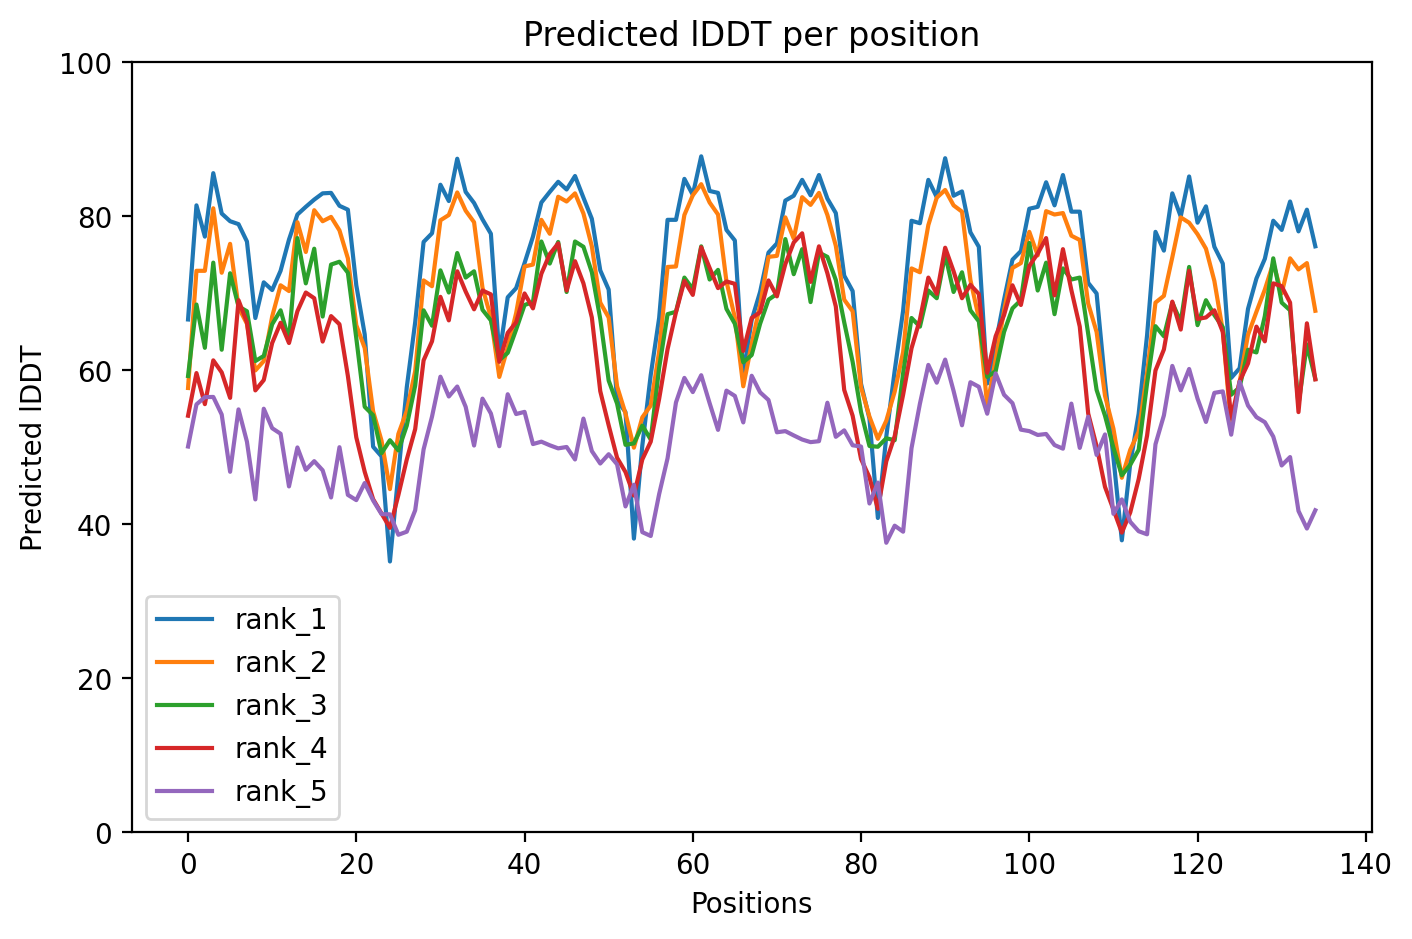 Predicted lDDT per position
Predicted lDDT
100
80
60
40
20
0
rank_1
rank_2
rank_3
rank_4
rank_5
0 20 40 60 80 100 120 140
Positions